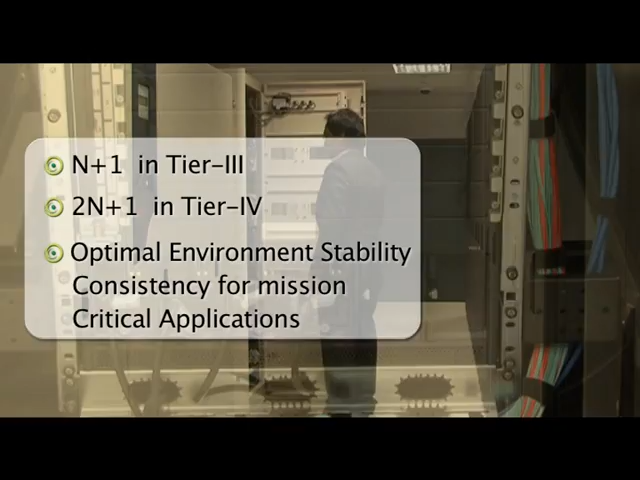 N+1 in Tier-III
2N+1 in Tier-IV
Optimal Environment Stability
Consistency for mission
Critical Applications